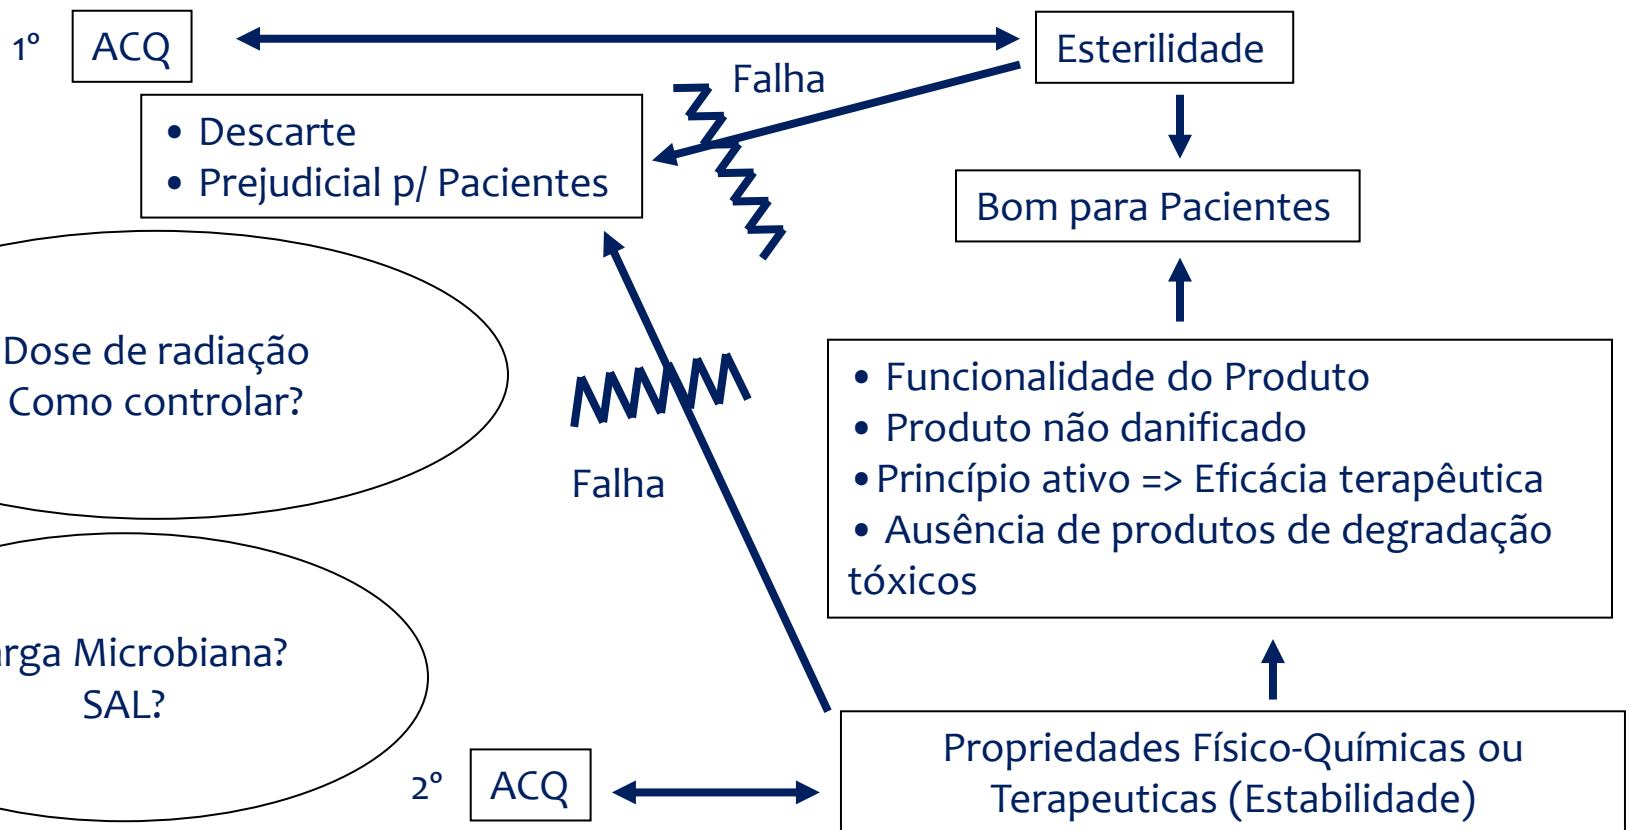 1º ACQ
Esterilidade
Falha
• Descarte
• Prejudicial p/ Pacientes
Bom para Pacientes
Dose de radiação
Como controlar?
• Funcionalidade do Produto
• Produto não danificado
•Princípio ativo => Eficácia terapêutica
• Ausência de produtos de degradação
tóxicos
Falha
Microbiana?
SAL?
2º ACQ
Propriedades Físico-Químicas ou
Terapeuticas (Estabilidade)